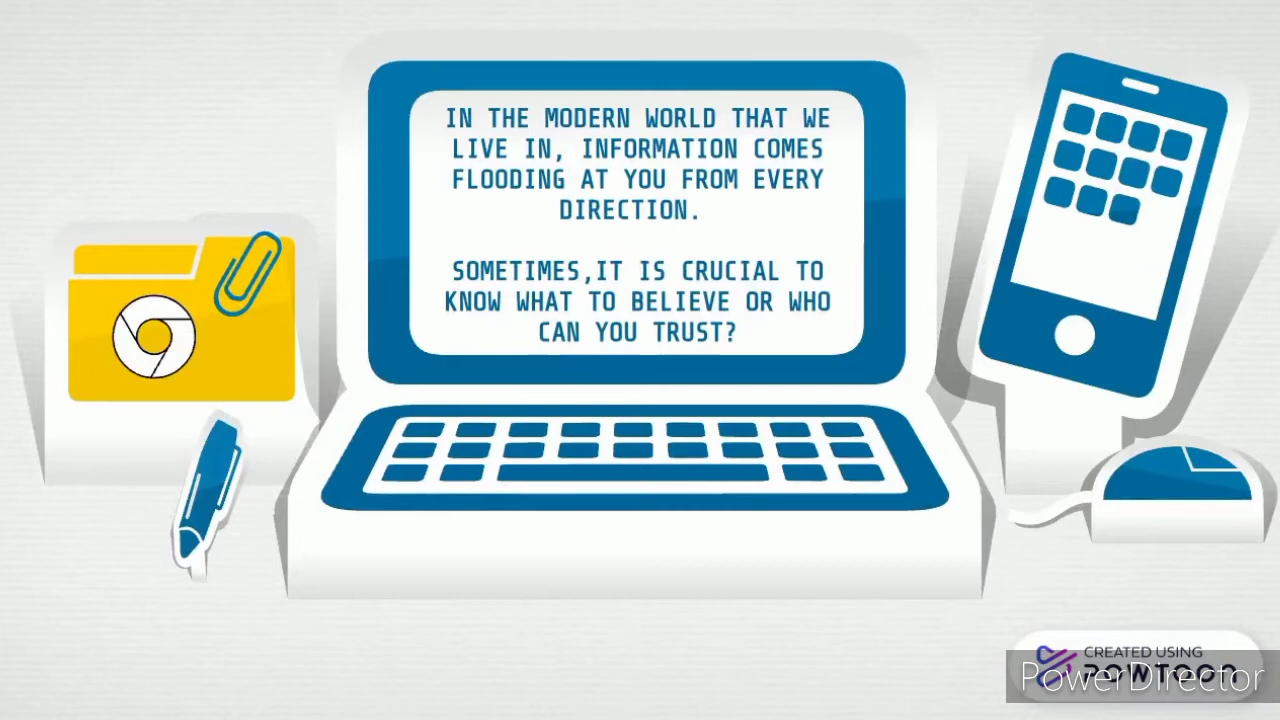 IN THE MODERN WORLD THAT WE
LIVE IN, INFORMATION COMES
FLOODING AT YOU FROM EVERY
DIRECTION.
SOMETIMES,IT IS CRUCIAL TO
KNOW WHAT TO BELIEVE OR WHO
CAN YOU TRUST?
CREATED USING
POWTOON
PowerDirector